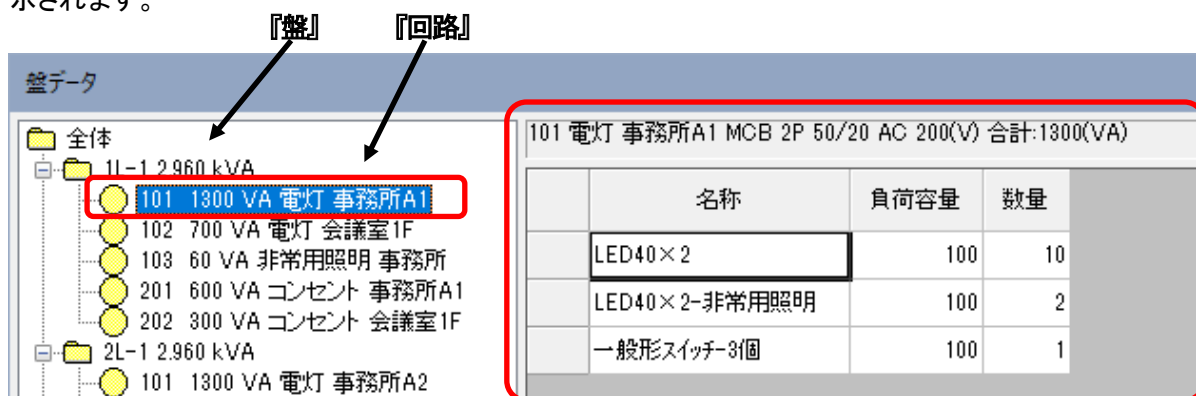 示されます。
『盤』 『回路』
盤データ
全体
1L-1 2.960 kVA
101 1300 VA 電灯 事務所A1
102 700 VA 電灯 会議室1F
103 60 VA 非常用照明 事務所
201 600 VA コンセント 事務所A1
202 300 VA コンセント 会議室1F
2L-1 2.960 kVA
101 1300 VA 電灯 事務所A2
101 電灯 事務所A1 MCB 2P 50/20 AC 200(V) 合計:1300(VA)
名称 負荷容量 数量
LED40×2 100 10
LED40×2-非常用照明 100 2
一般形スイッチ-3個 100 1